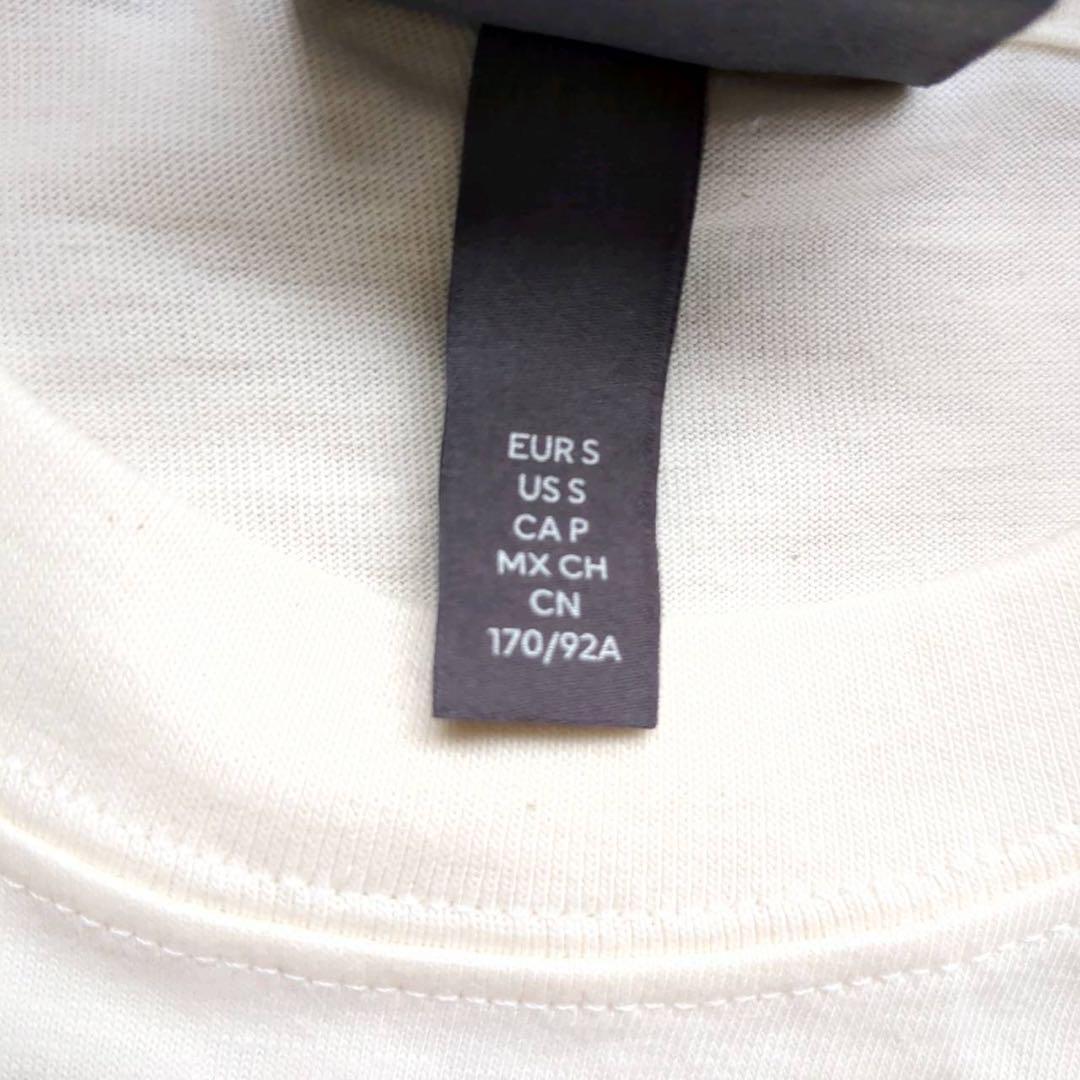 EUR S
US S
CA P
MX CH
CN
170/92A